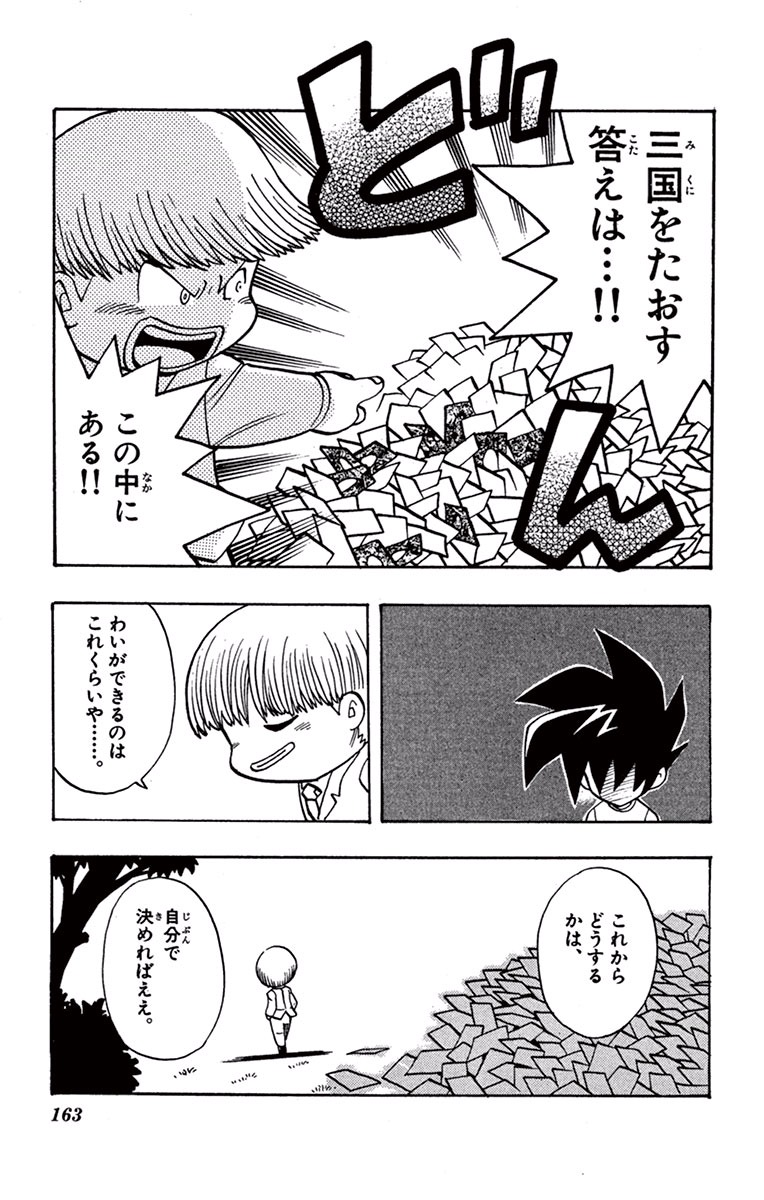 三国をたおす
答えは…!!
ど
ん
この中に
ある!!
わいができるのは
これくらいや……。
これから
どうする
かは、
自分で
決めればええ。
163